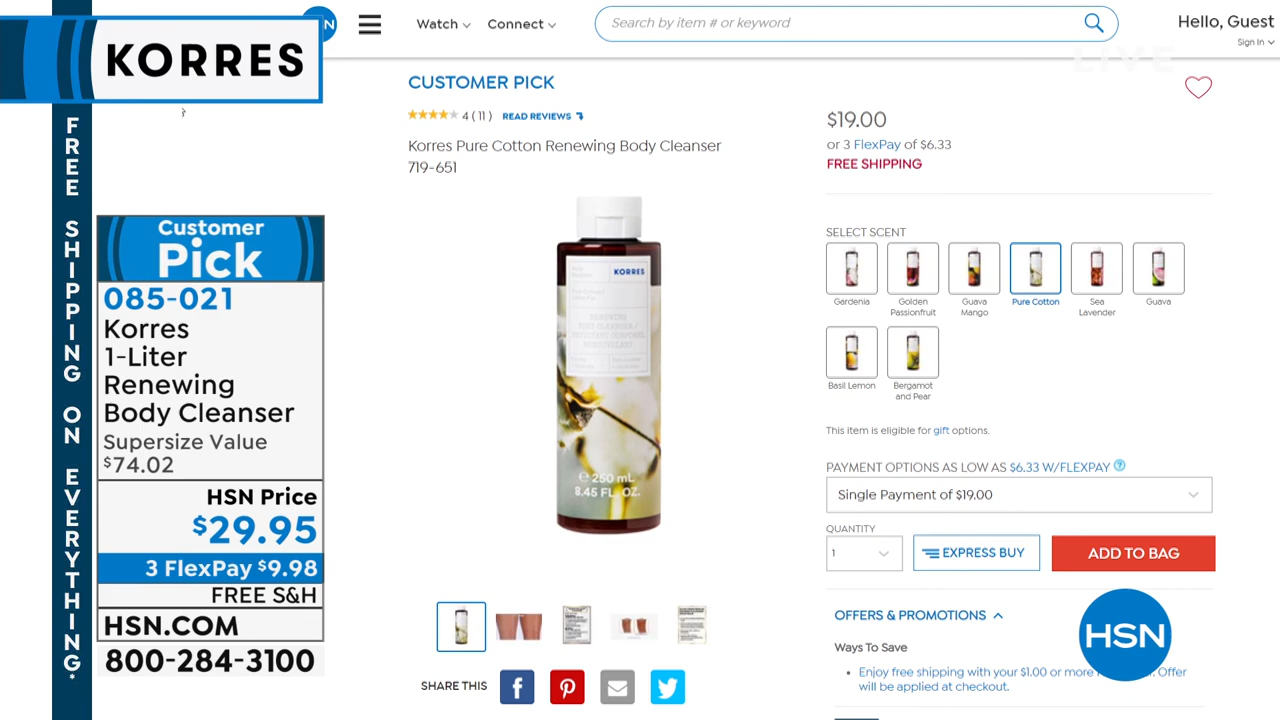 KORRES
FREE SHIPPING ON EVERYTHING.*
Customer
Pick
085-021
Korres
1-Liter
Renewing
Body Cleanser
Supersize Value
$74.02
HSN Price
$29.95
3 FlexPay $9.98
FREE S&H
HSN.COM
800-284-3100
Watch
Connect
Search by item # or keyword
Hello, Guest
Sign In
LIVE
CUSTOMER PICK
4 ( 11 ) READ REVIEWS
Korres Pure Cotton Renewing Body Cleanser
719-651
KORRES
RENEWING
BODY CLEANSER /
250 mL
8.45 FL. OZ.
SHARE THIS
$19.00
or 3 FlexPay of $6.33
FREE SHIPPING
SELECT SCENT
Gardenia
Golden
Passionfruit
Guava
Mango
Pure Cotton
Sea
Lavender
Guava
Basil Lemon
Bergamot
and Pear
This item is eligible for gift options.
PAYMENT OPTIONS AS LOW AS $6.33 W/FLEXPAY
Single Payment of $19.00
QUANTITY
1
EXPRESS BUY
ADD TO BAG
OFFERS & PROMOTIONS
Ways To Save
Enjoy free shipping with your $1.00 or more Offer
will be applied at checkout.
HSN